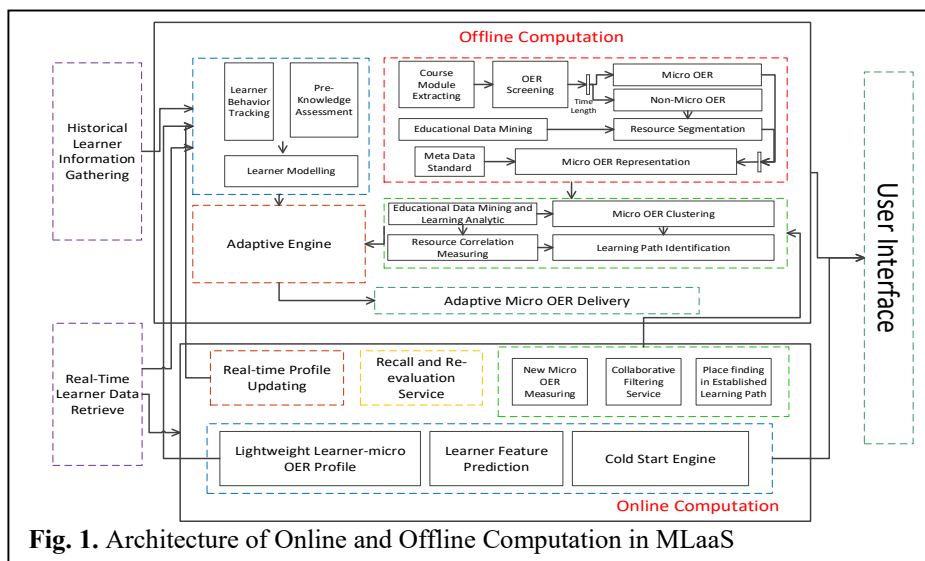 Offline Computation
Historical
Learner
Information
Gathering
Real-Time
Learner Data
Retrieve
Learner
Behavior
Tracking
Pre-
Knowledge
Assessment
Learner Modelling
Adaptive Engine
Course
Module
Extracting
OER
Screening
Time
Length
Micro OER
Non-Micro OER
Educational Data Mining
Resource Segmentation
Meta Data
Standard
Micro OER Representation
Educational Data Mining and
Learning Analytic
Micro OER Clustering
Resource Correlation
Measuring
Learning Path Identification
Adaptive Micro OER Delivery
User Interface
Real-time Profile
Updating
Recall and Re-
evaluation
Service
New Micro
OER
Measuring
Collaborative
Filtering
Service
Place finding
in Established
Learning Path
Lightweight Learner-micro
OER Profile
Learner Feature
Prediction
Cold Start Engine
Online Computation
Fig. 1. Architecture of Online and Offline Computation in MLaaS